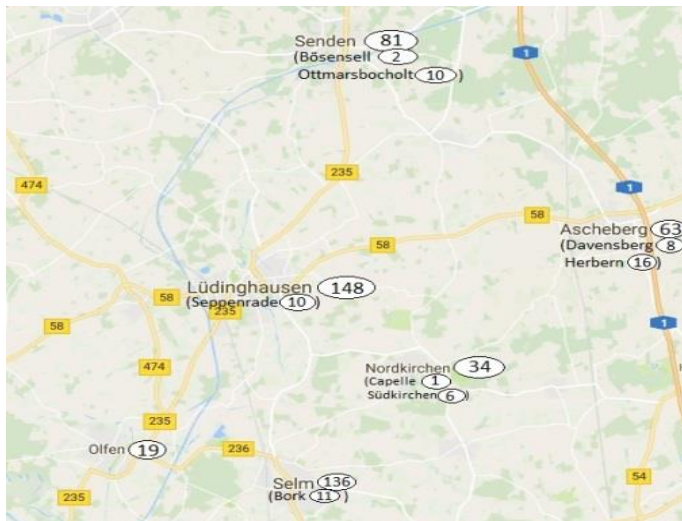 Senden 81
(Bösensell 2
Ottmarsbocholt 10 )
1
474
235
1
58
Ascheberg 63
58
(Davensberg 8
Herbern 16 )
Lüdinghausen 148
58
(Seppenrade 10 )
235
58
1
474
Nordkirchen 34
(Capelle 1
Südkirchen 6 )
235
Olfen 19
236
54
Selm 136
(Bork 11 )
235